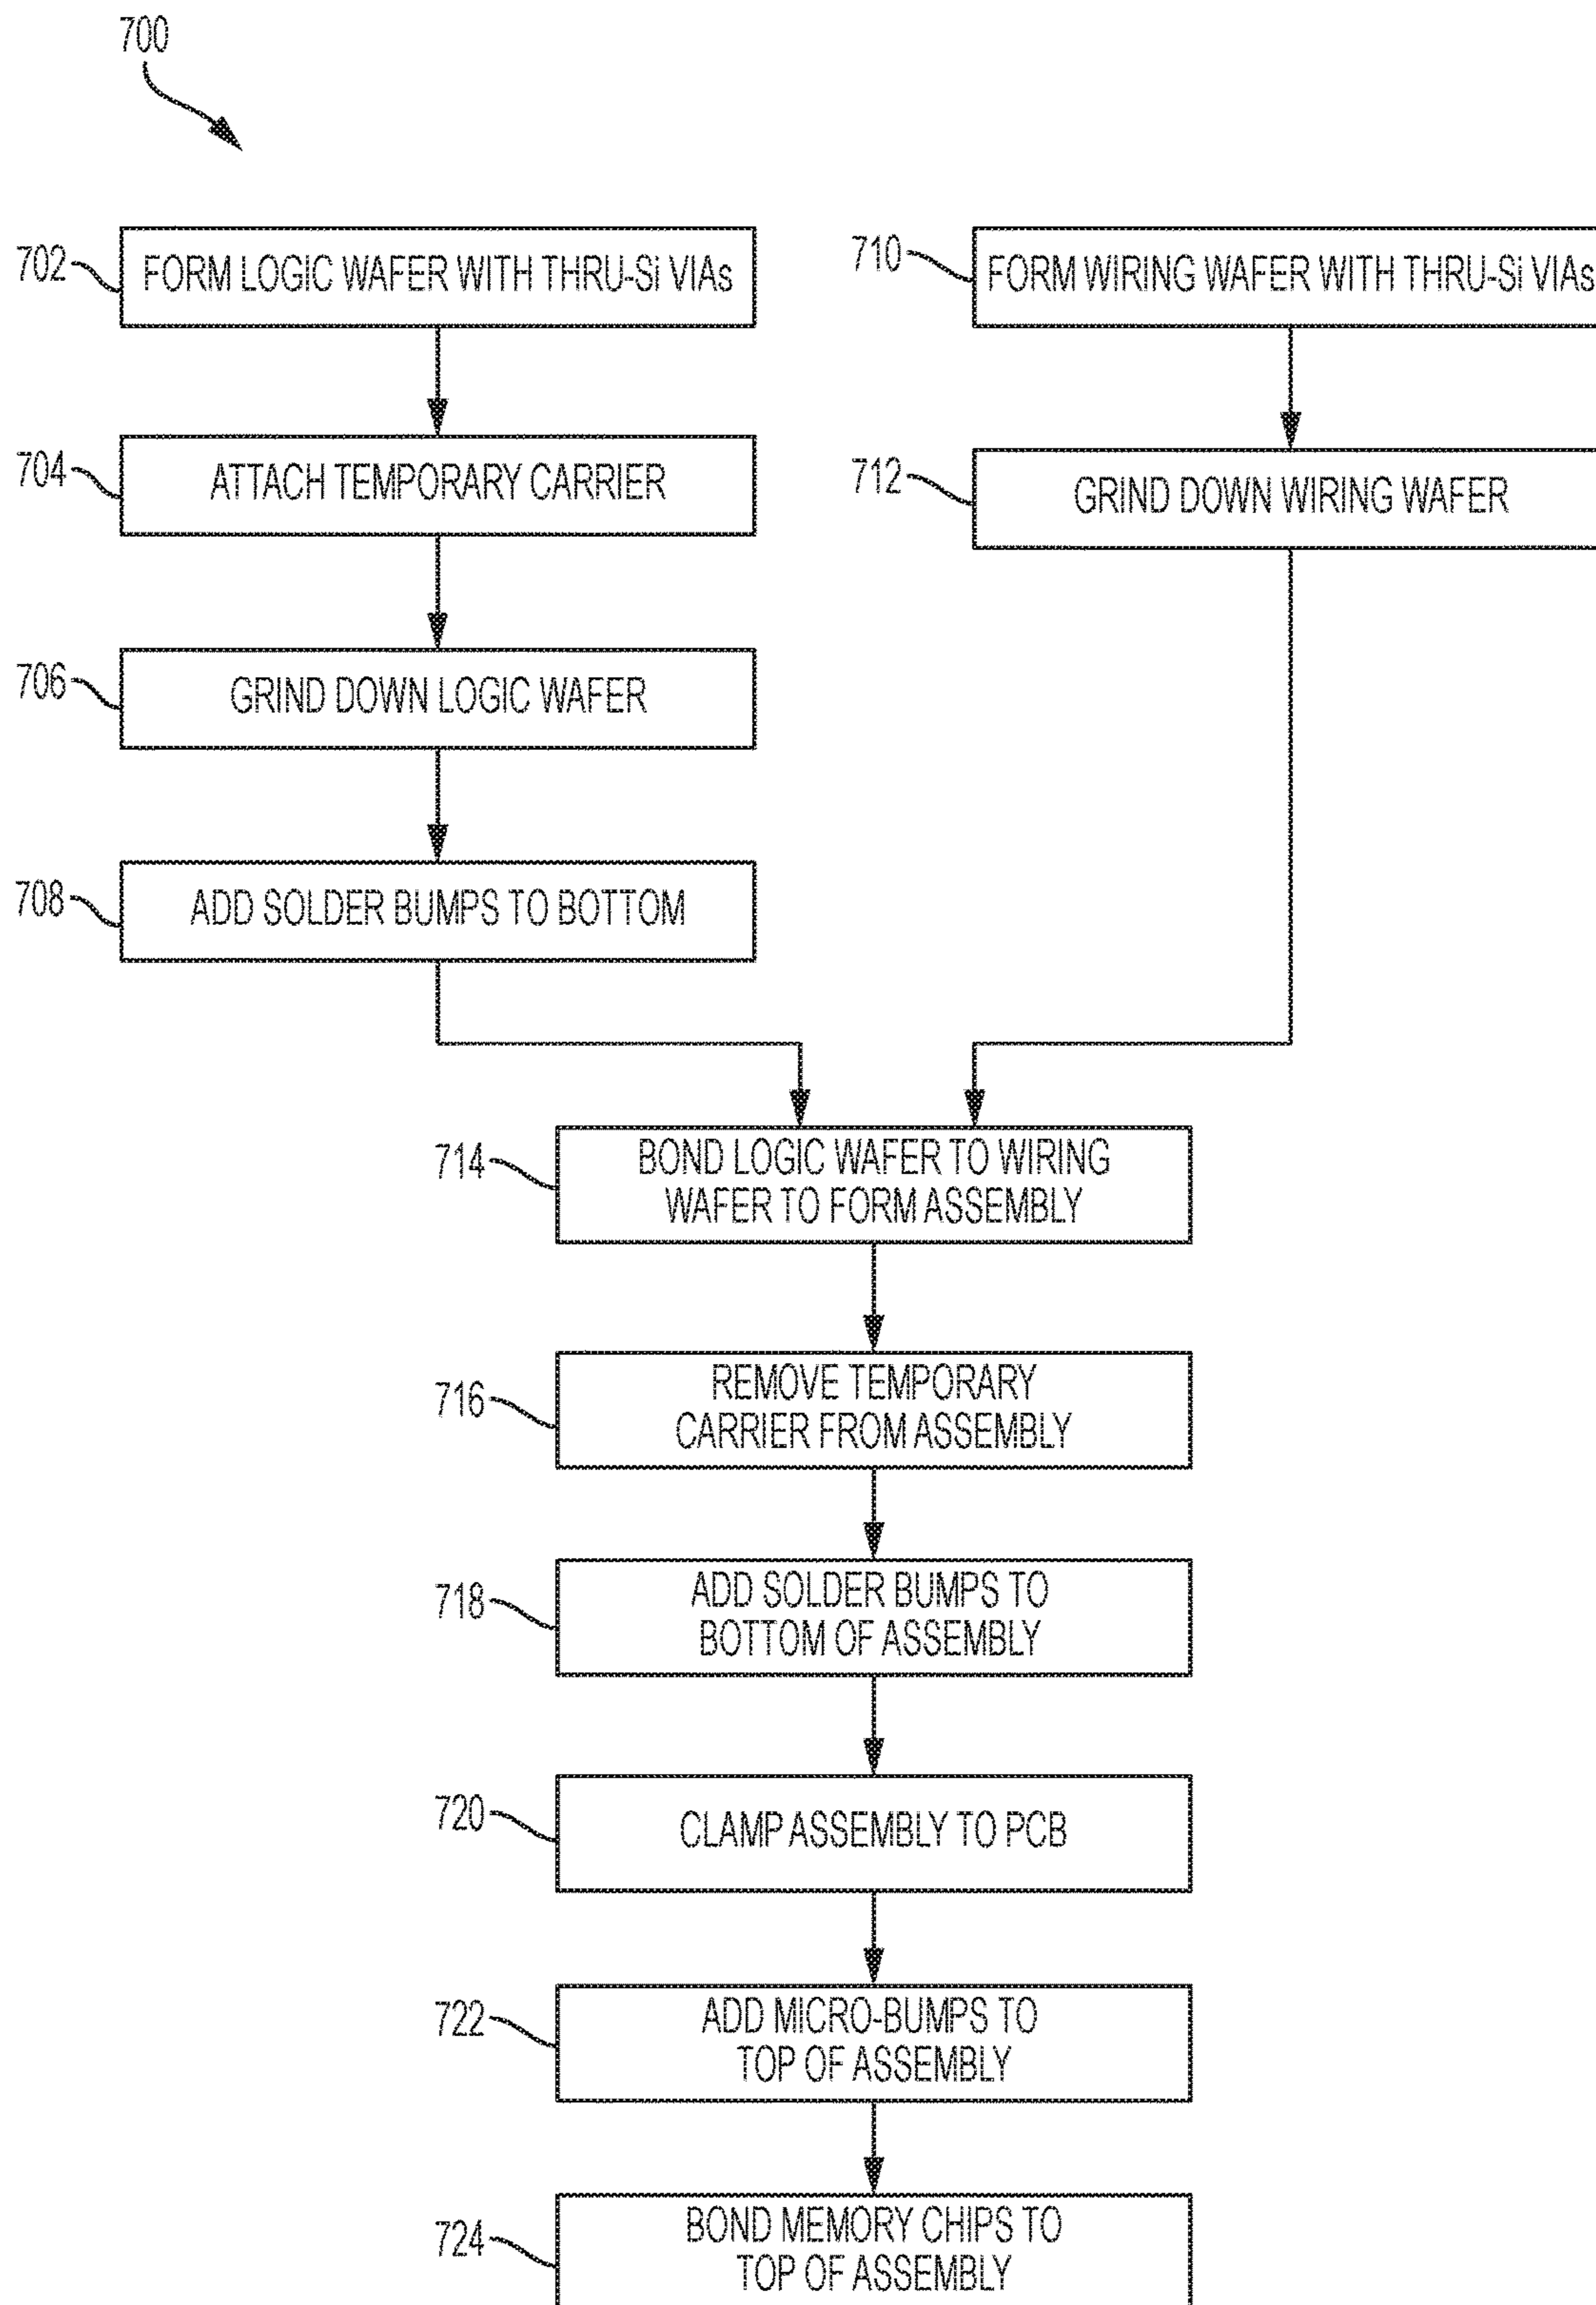 700
702
FORM LOGIC WAFER WITH THRU-Si VIAs
704
ATTACH TEMPORARY CARRIER
706
GRIND DOWN LOGIC WAFER
708
ADD SOLDER BUMPS TO BOTTOM
710
FORM WIRING WAFER WITH THRU-Si VIAs
712
GRIND DOWN WIRING WAFER
714
BOND LOGIC WAFER TO WIRING
WAFER TO FORM ASSEMBLY
716
REMOVE TEMPORARY
CARRIER FROM ASSEMBLY
718
ADD SOLDER BUMPS TO
BOTTOM OF ASSEMBLY
720
CLAMP ASSEMBLY TO PCB
722
ADD MICRO-BUMPS TO
TOP OF ASSEMBLY
724
BOND MEMORY CHIPS TO
TOP OF ASSEMBLY